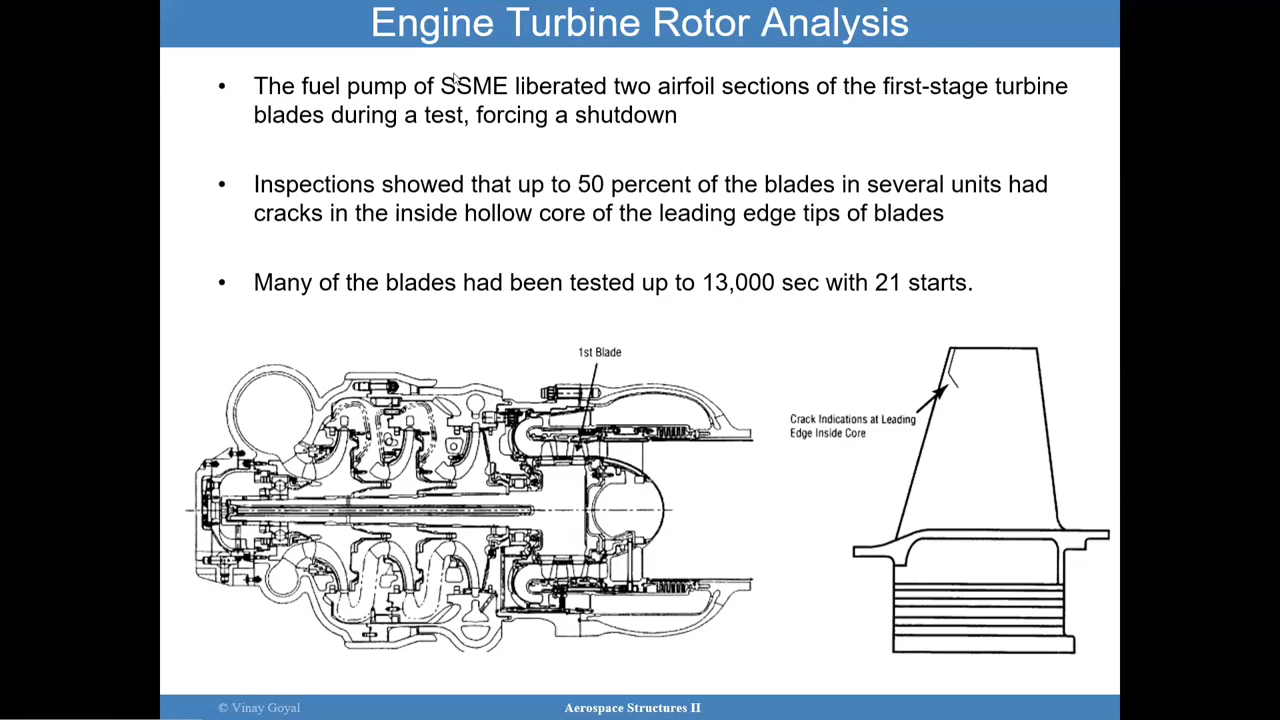 Engine Turbine Rotor Analysis
• The fuel pump of SSME liberated two airfoil sections of the first-stage turbine
blades during a test, forcing a shutdown
• Inspections showed that up to 50 percent of the blades in several units had
cracks in the inside hollow core of the leading edge tips of blades
• Many of the blades had been tested up to 13,000 sec with 21 starts.
1st Blade
Crack Indications at Leading
Edge Inside Core
© Vinay Goyal
Aerospace Structures II